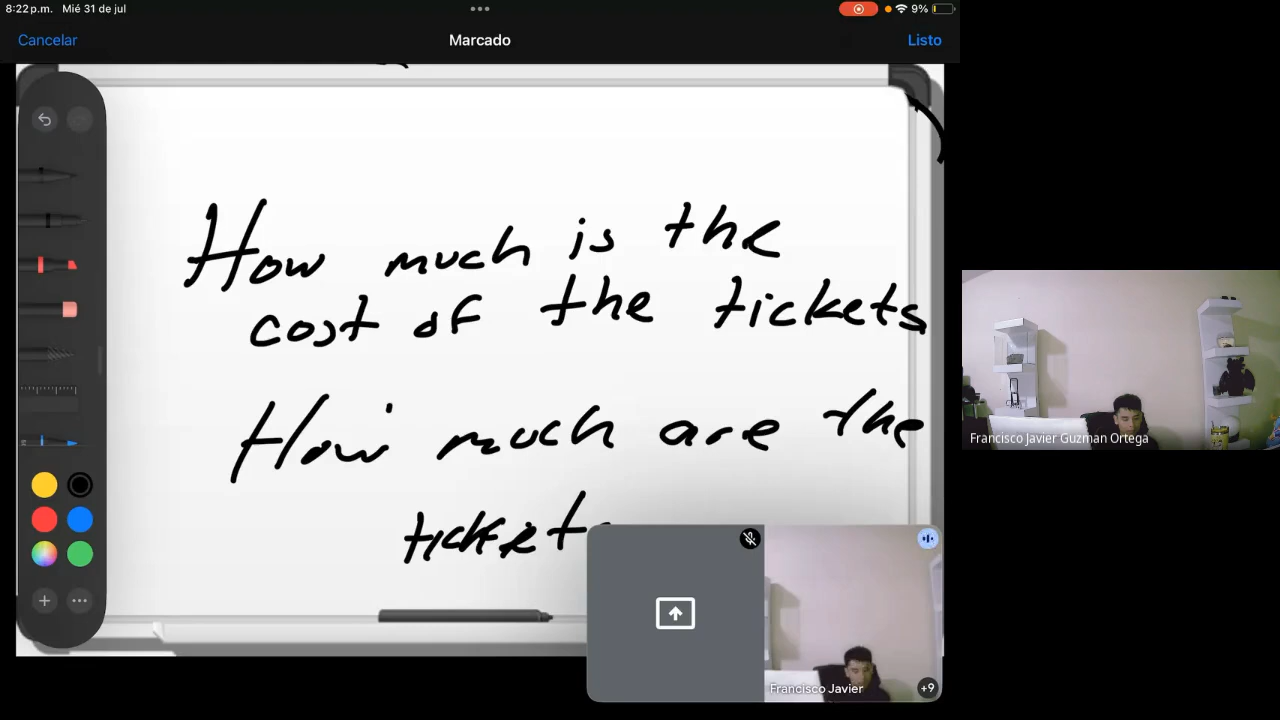 8:22 p.m. Mié 31 de jul
9%
Cancelar
Marcado
Listo
How much is the
cost of the tickets
How much are the
ticket
Francisco Javier Guzman Ortega
Francisco Javier
+9